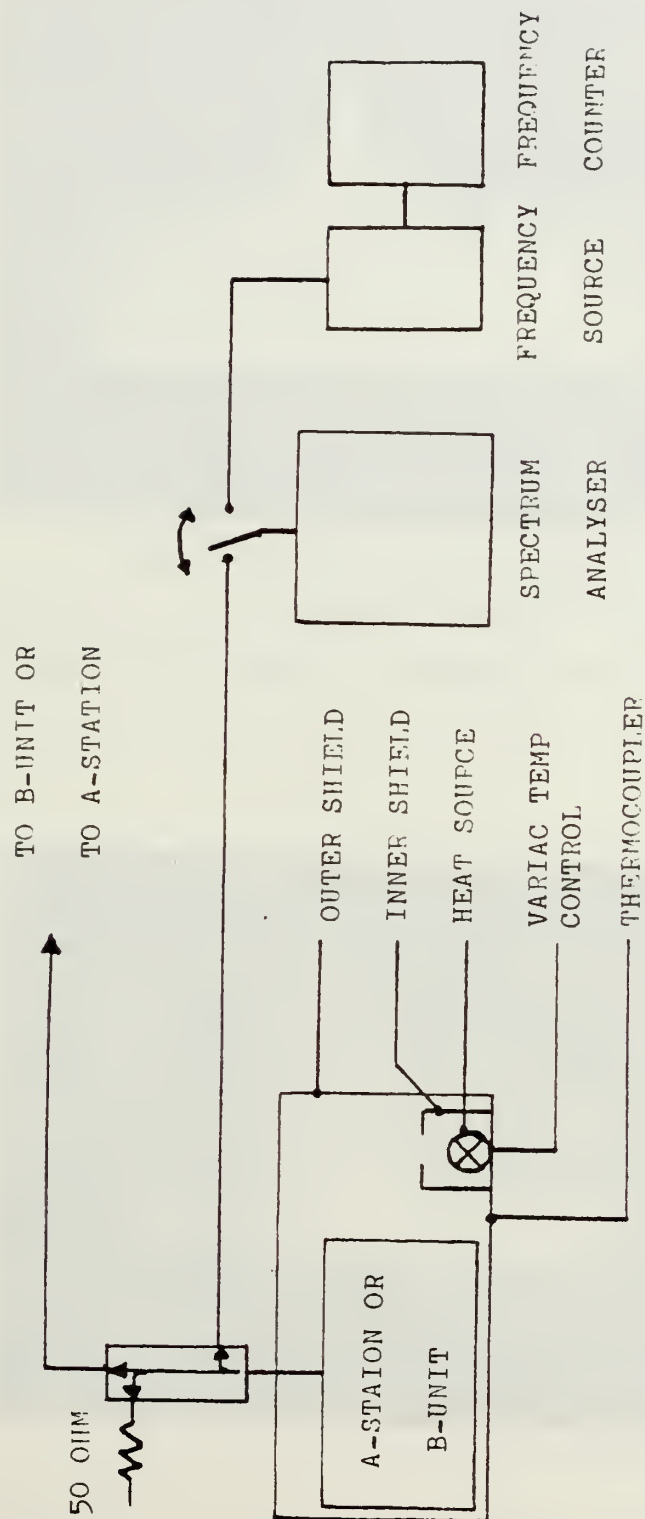 50 OHM
TO B-UNIT OR
TO A-STATION
A-STAION OR
B-UNIT
OUTER SHIELD
INNER SHIELD
HEAT SOURCE
VARIAC TEMP
CONTROL
THERMOCOUPLER
SPECTRUM
ANALYSER
FREQUENCY
SOURCE
FREQUENCY
COUNTER